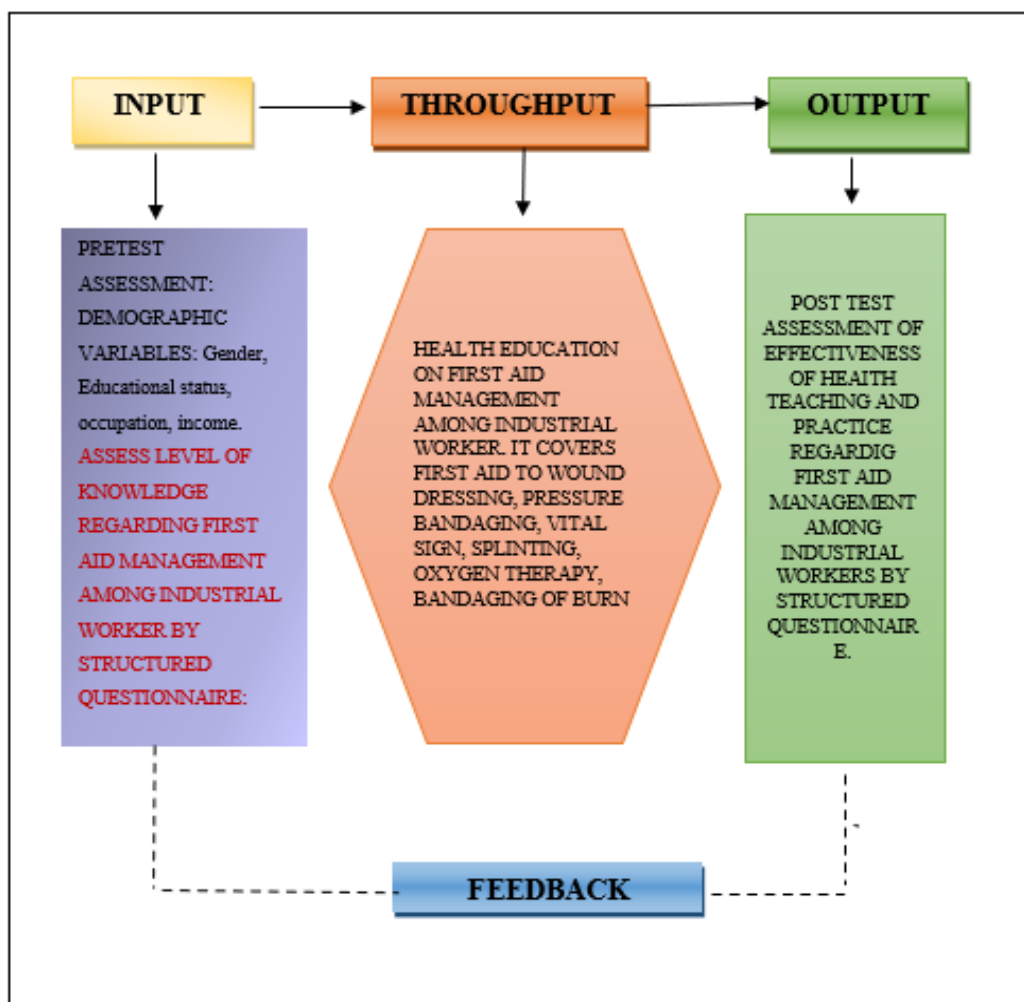 INPUT
THROUGHPUT
OUTPUT
PRETEST
ASSESSMENT:
DEMOGRAPHIC
VARIABLES: Gender,
Educational status,
occupation, income.
ASSESS LEVEL OF
KNOWLEDGE
REGARDING FIRST
AID MANAGEMENT
AMONG INDUSTRIAL
WORKER BY
STRUCTURED
QUESTIONNAIRE:
HEALTH EDUCATION
ON FIRST AID
MANAGEMENT
AMONG INDUSTRIAL
WORKER. IT COVERS
FIRST AID TO WOUND
DRESSING, PRESSURE
BANDAGING, VITAL
SIGN, SPLINTING,
OXYGEN THERAPY,
BANDAGING OF BURN
POST TEST
ASSESSMENT OF
EFFECTIVENESS
OF HEAlTH
TEACHING AND
PRACTICE
REGARDIG
FIRST AID
MANAGEMENT
AMONG
INDUSTRIAL
WORKERS BY
STRUCTURED
QUESTIONNAIR
E.
FEEDBACK